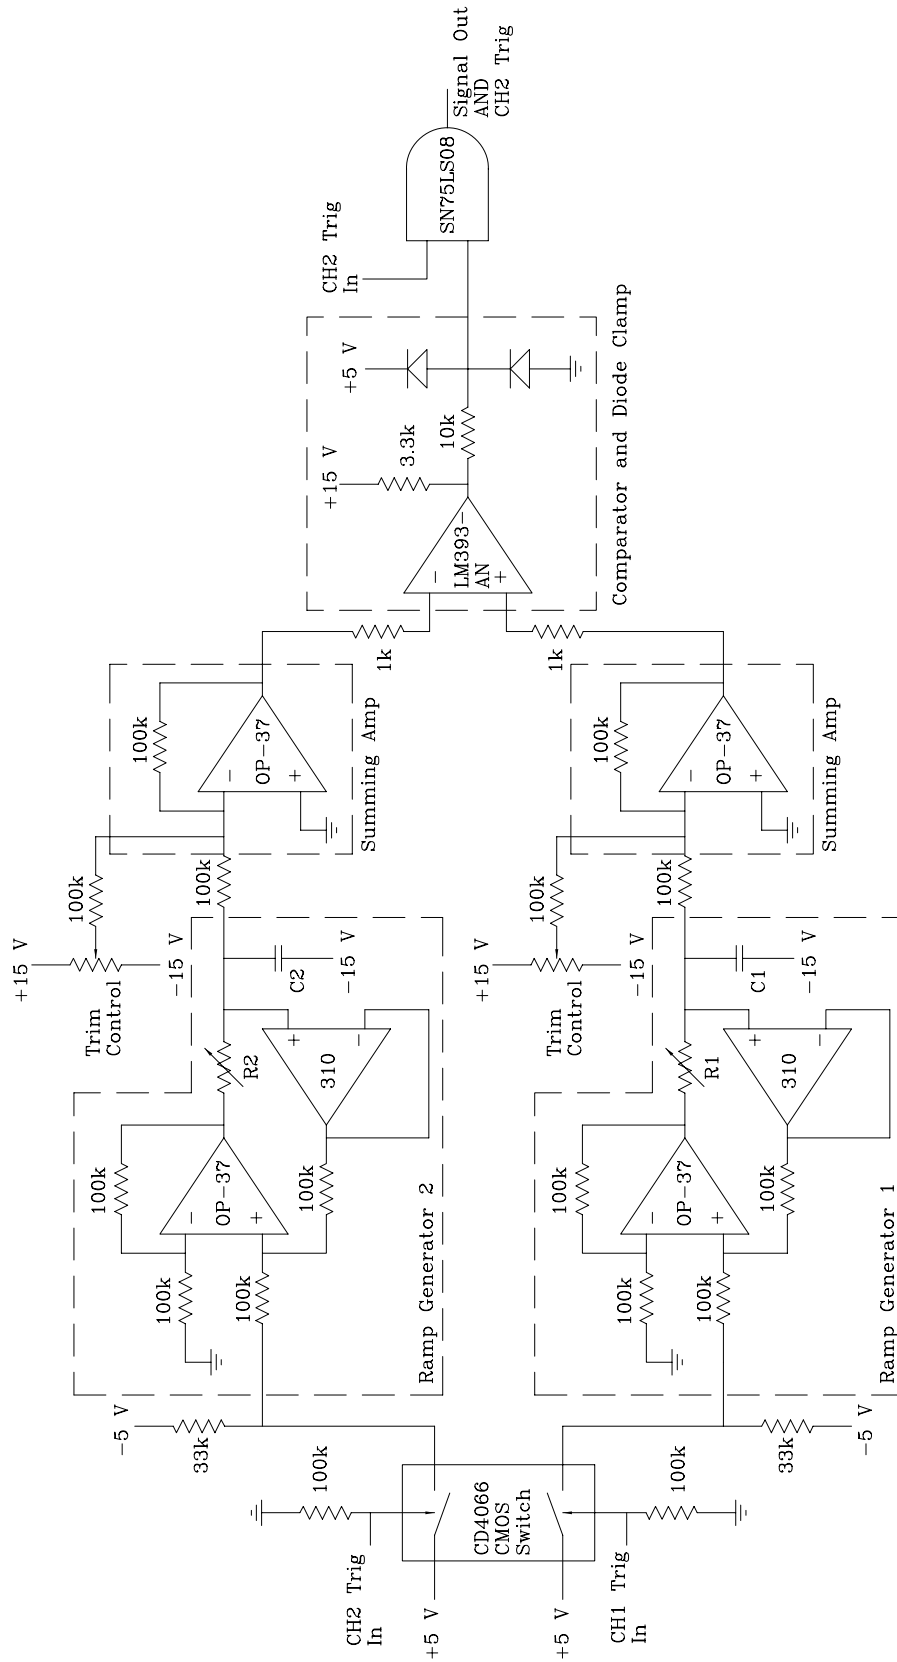 +5 V
CH2 Trig
In
100k
CD4066
CMOS
Switch
+5 V
CH1 Trig
In
100k
-5 V
33k
33k
-5 V
Ramp Generator 2
100k
100k
100k
OP-37
-
+
100k
310
+
-
R2
C2
-15 V
+15 V
Trim
Control
-15 V
100k
100k
Summing Amp
100k
OP-37
-
+
1k
Ramp Generator 1
100k
100k
100k
OP-37
-
+
100k
310
+
-
R1
C1
-15 V
+15 V
Trim
Control
-15 V
100k
100k
Summing Amp
100k
OP-37
-
+
1k
Comparator and Diode Clamp
LM393-
AN
-
+
+15 V
3.3k
10k
+5 V
CH2 Trig
In
SN75LS08
Signal Out
AND
CH2 Trig